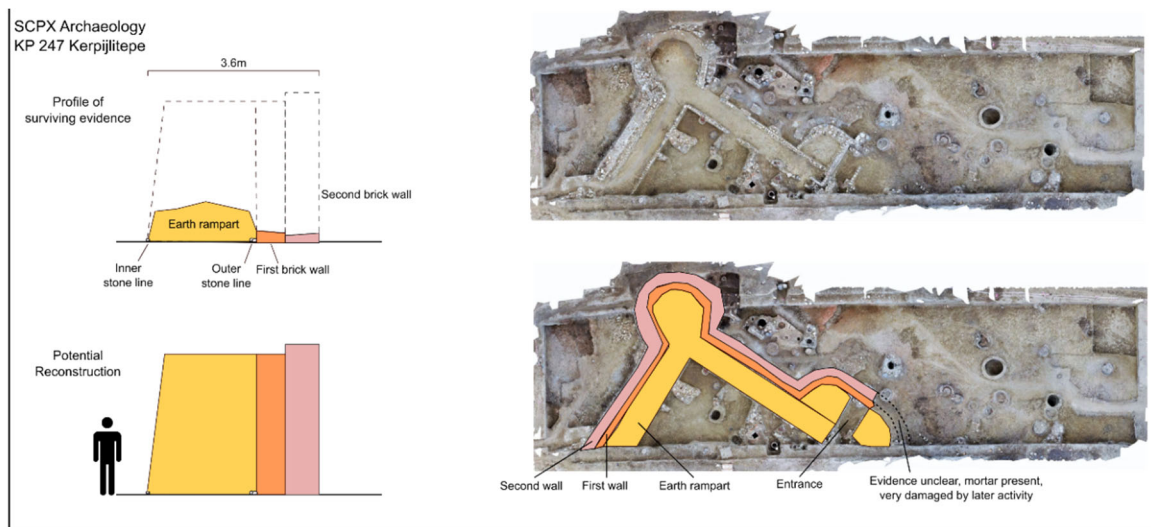 SCPX Archaeology
KP 247 Kerpijlitepe
3.6m
Profile of
surviving evidence
Second brick wall
Earth rampart
Inner
stone line
Outer
stone line
First brick wall
Potential
Reconstruction
Second wall
First wall
Earth rampart
Entrance
Evidence unclear, mortar present,
very damaged by later activity